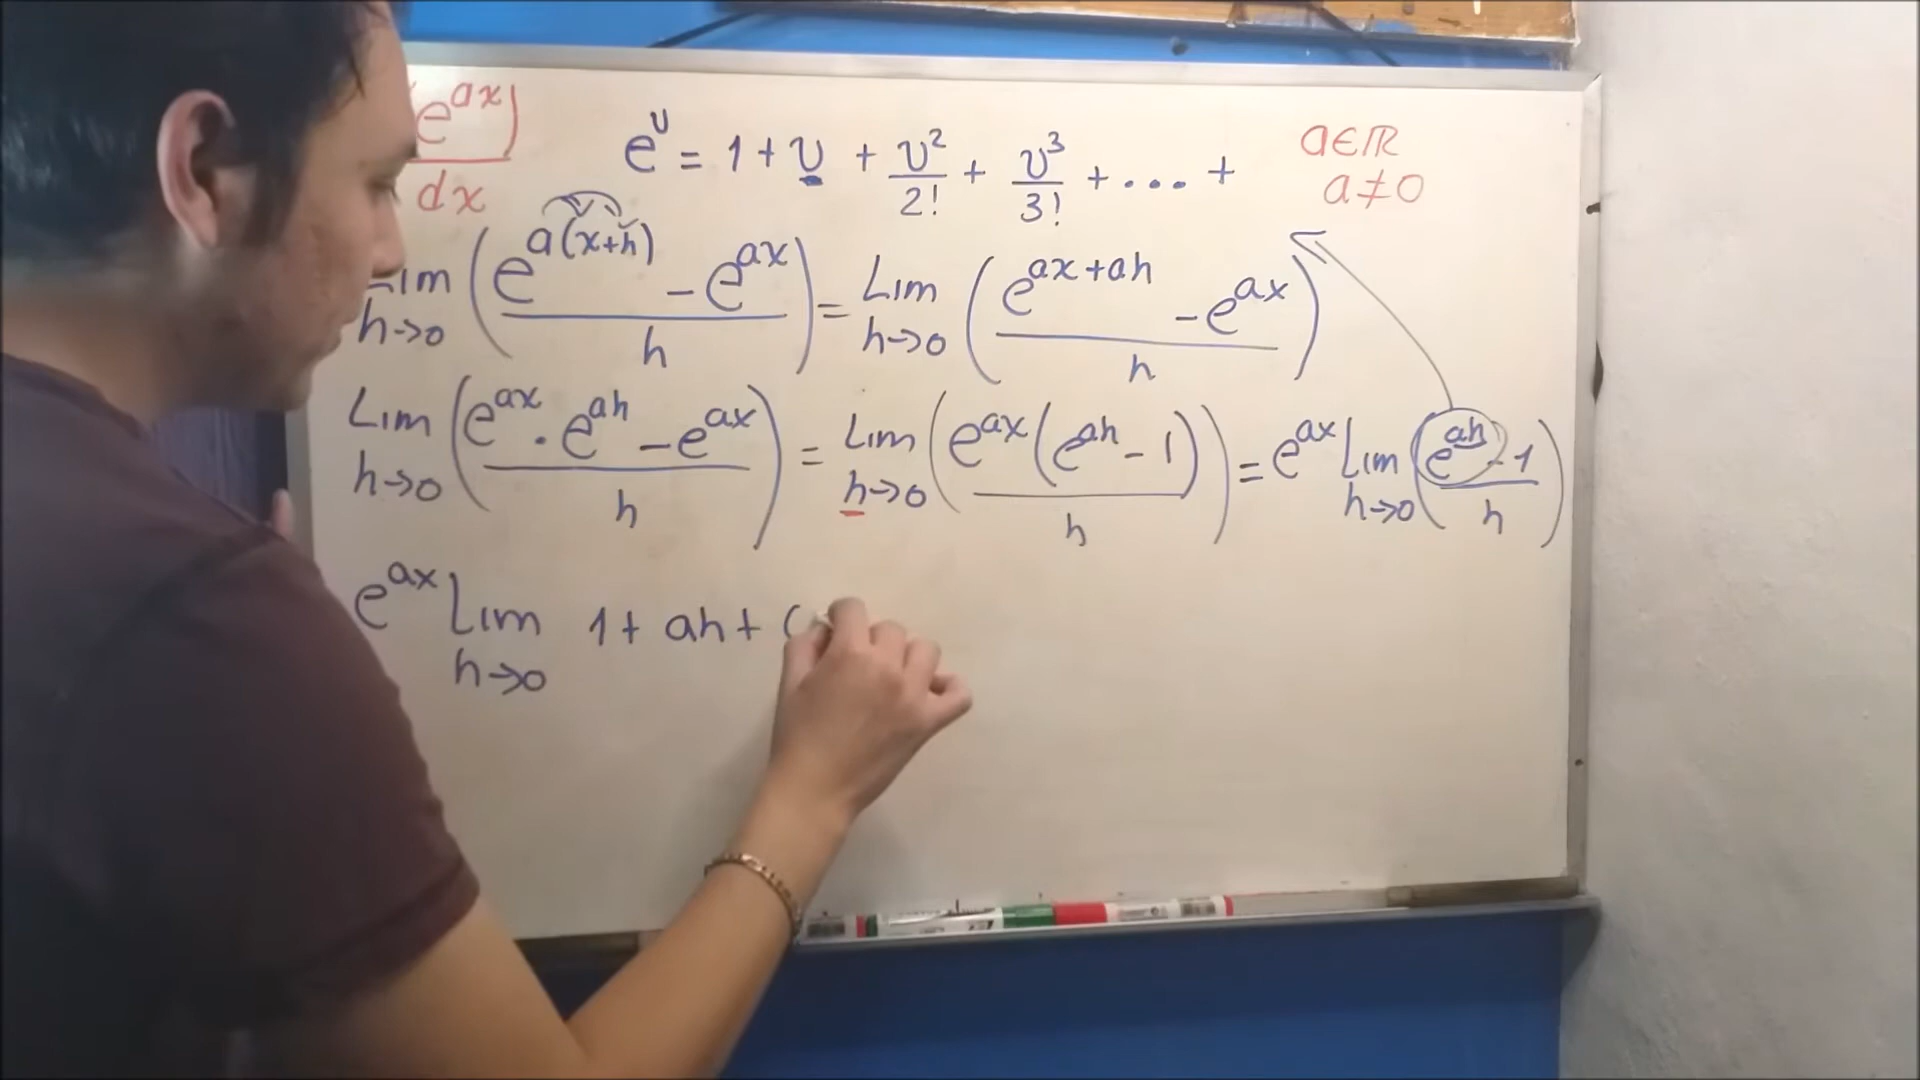 e^{ax})
dx
e^U = 1 + U + U²/2! + U³/3! + .... +
a∈ℝ
a≠0
Lim h→0 (e^{a(x+h)} - e^{ax} / h) = Lim h→0 (e^{ax+ah} - e^{ax} / h)
Lim h→0 (e^{ax} · e^{ah} - e^{ax} / h) = Lim h→0 (e^{ax}(e^{ah} - 1) / h) = e^{ax} Lim h→0 (e^{ah} - 1 / h)
e^{ax} Lim h→0 1 + ah + (